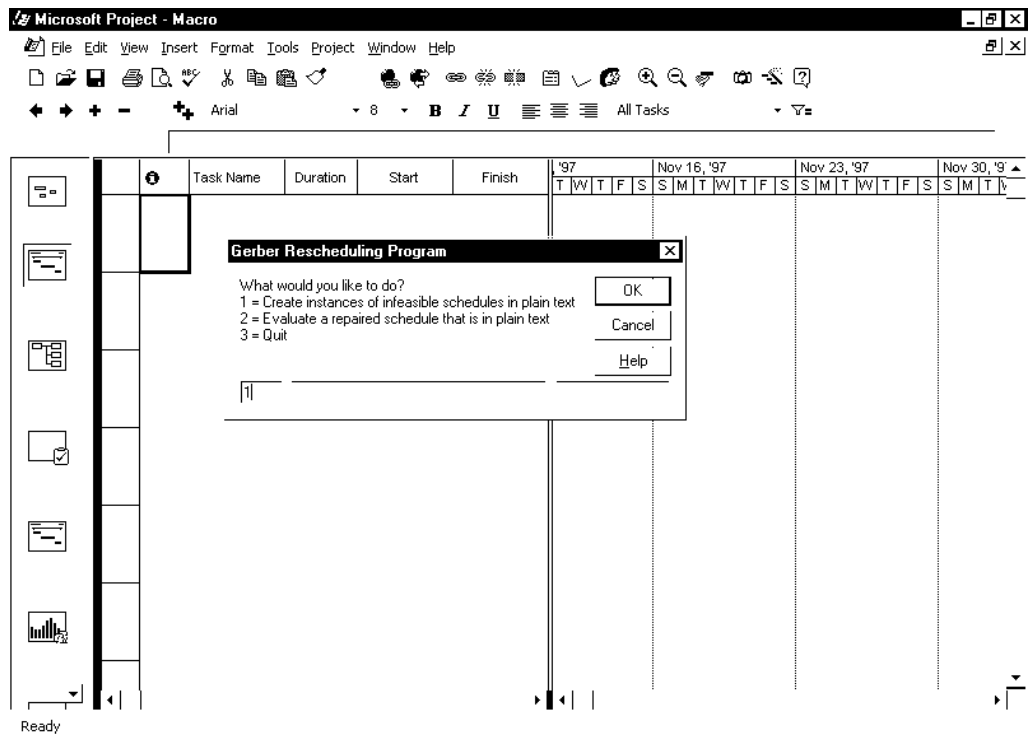 Microsoft Project - Macro
File Edit View Insert Format Tools Project Window Help
Arial 8 B I U All Tasks
Task Name Duration Start Finish
, '97 Nov 16, '97 Nov 23, '97 Nov 30, '9
T W T F S S M T W T F S S M T W T F S S M T
Gerber Rescheduling Program
What would you like to do?
1 = Create instances of infeasible schedules in plain text
2 = Evaluate a repaired schedule that is in plain text
3 = Quit
OK
Cancel
Help
1
Ready